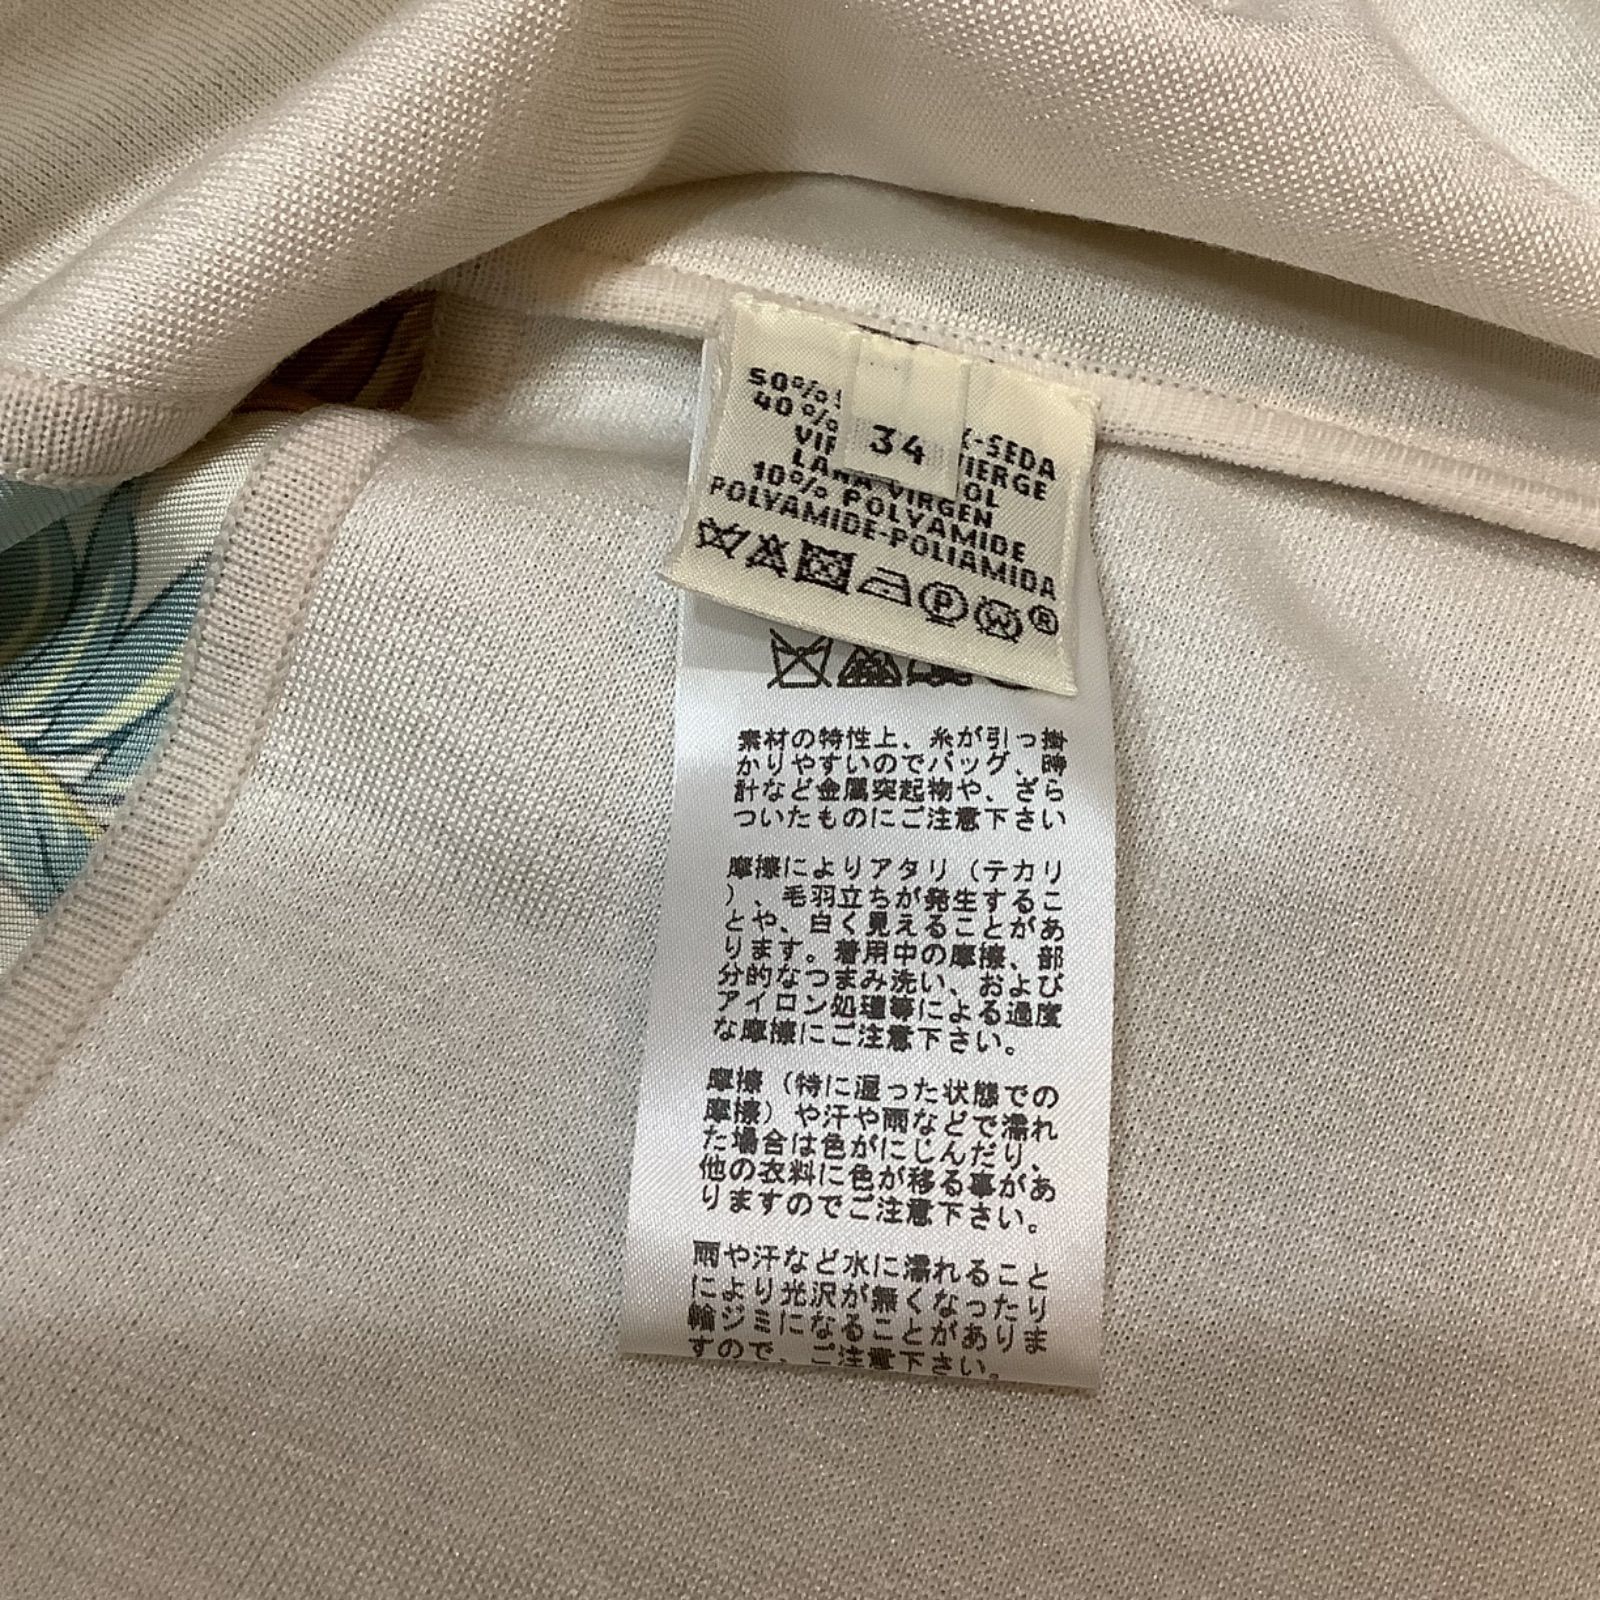 50%
40%
34
-SEDA
VIERGE
LANA VIRGEN
10% POLYAMIDE
POLYAMIDE-POLIAMIDA
P W ®
素材の特性上、糸が引っ掛
かりやすいのでバッグ、時
計など金属突起物や、ざら
ついたものにご注意下さい
摩擦によりアタリ（テカリ
）、毛羽立ちが発生するこ
とや、白く見えることがあ
ります。着用中の摩擦、部
分的なつまみ洗い、および
アイロン処理等による過度
な摩擦にご注意下さい。
摩擦（特に湿った状態での
摩擦）や汗や雨などで濡れ
た場合は色がにじんだり、
他の衣料に色が移る事があ
りますのでご注意下さい。
雨や汗など水に濡れること
により光沢が無くなったり
輪ジミになることがありま
すので、ご注意下さい。